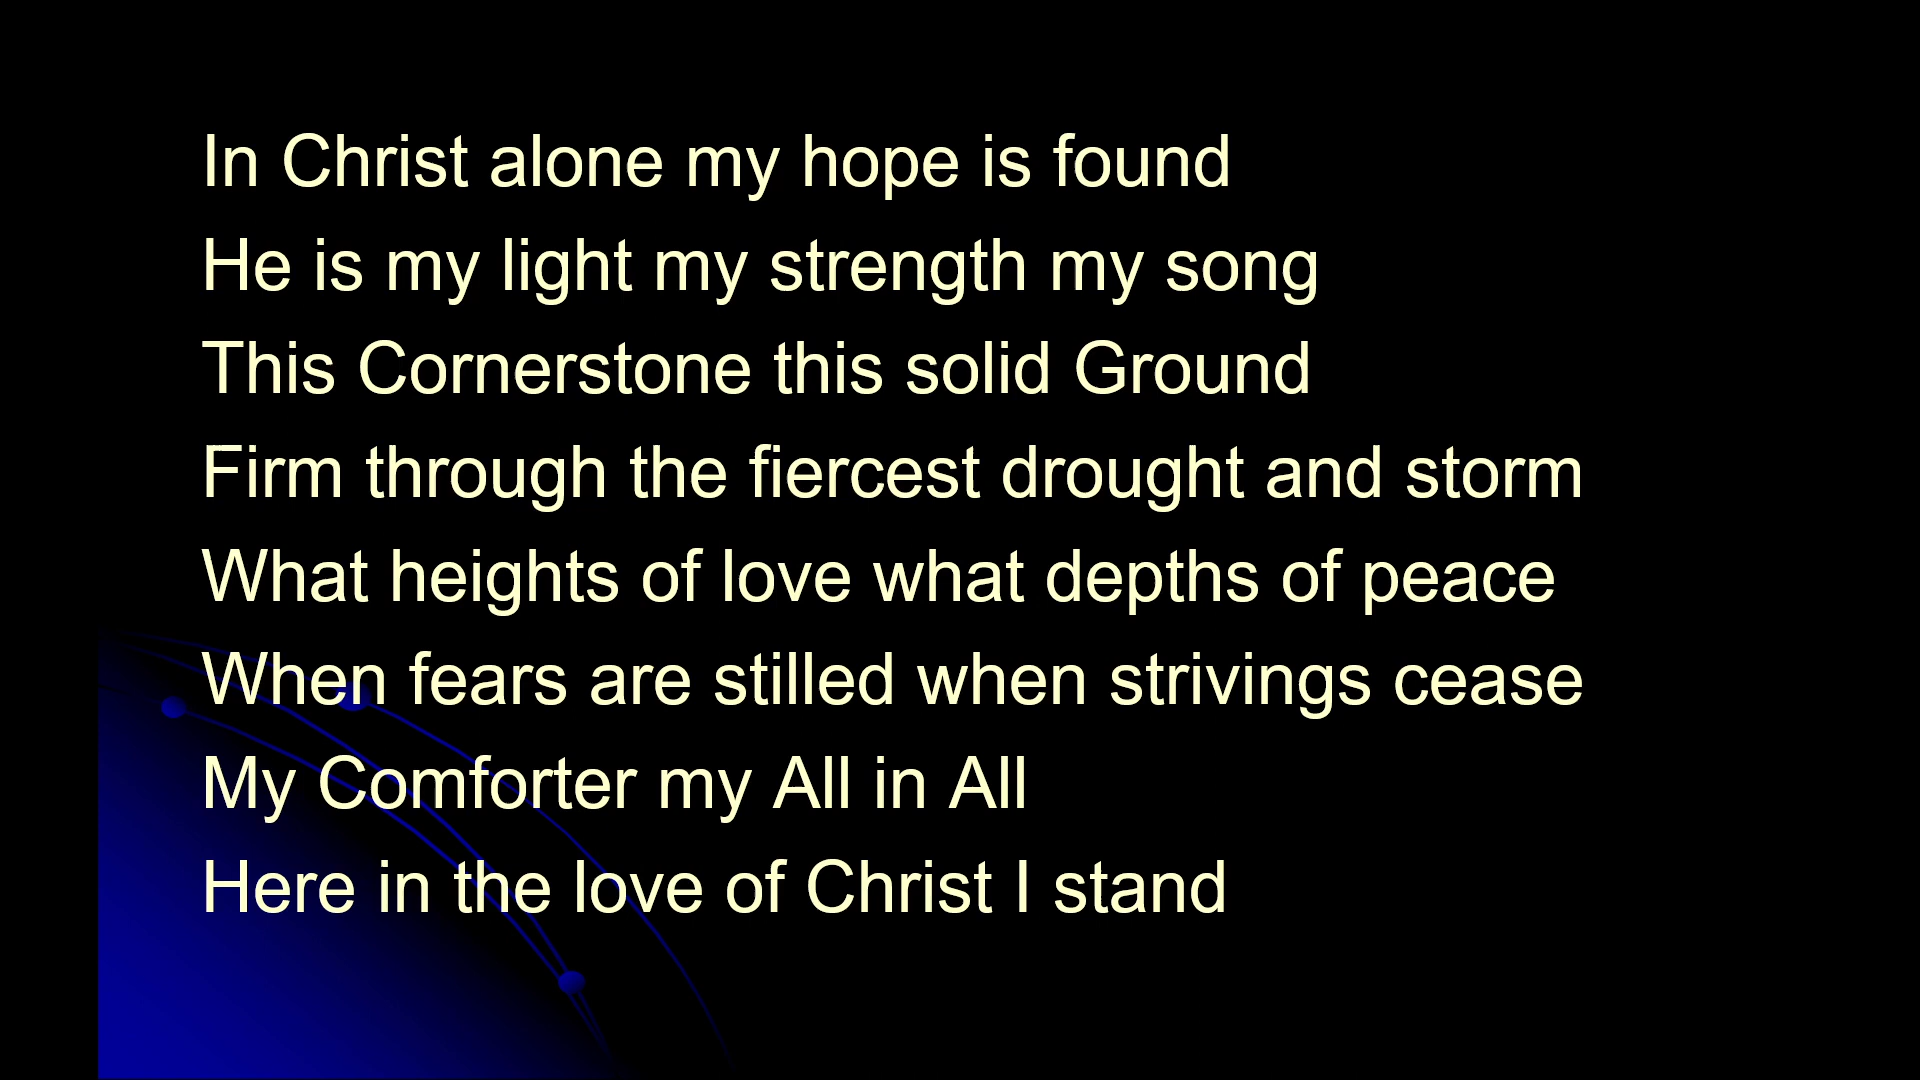 In Christ alone my hope is found
He is my light my strength my song
This Cornerstone this solid Ground
Firm through the fiercest drought and storm
What heights of love what depths of peace
When fears are stilled when strivings cease
My Comforter my All in All
Here in the love of Christ I stand